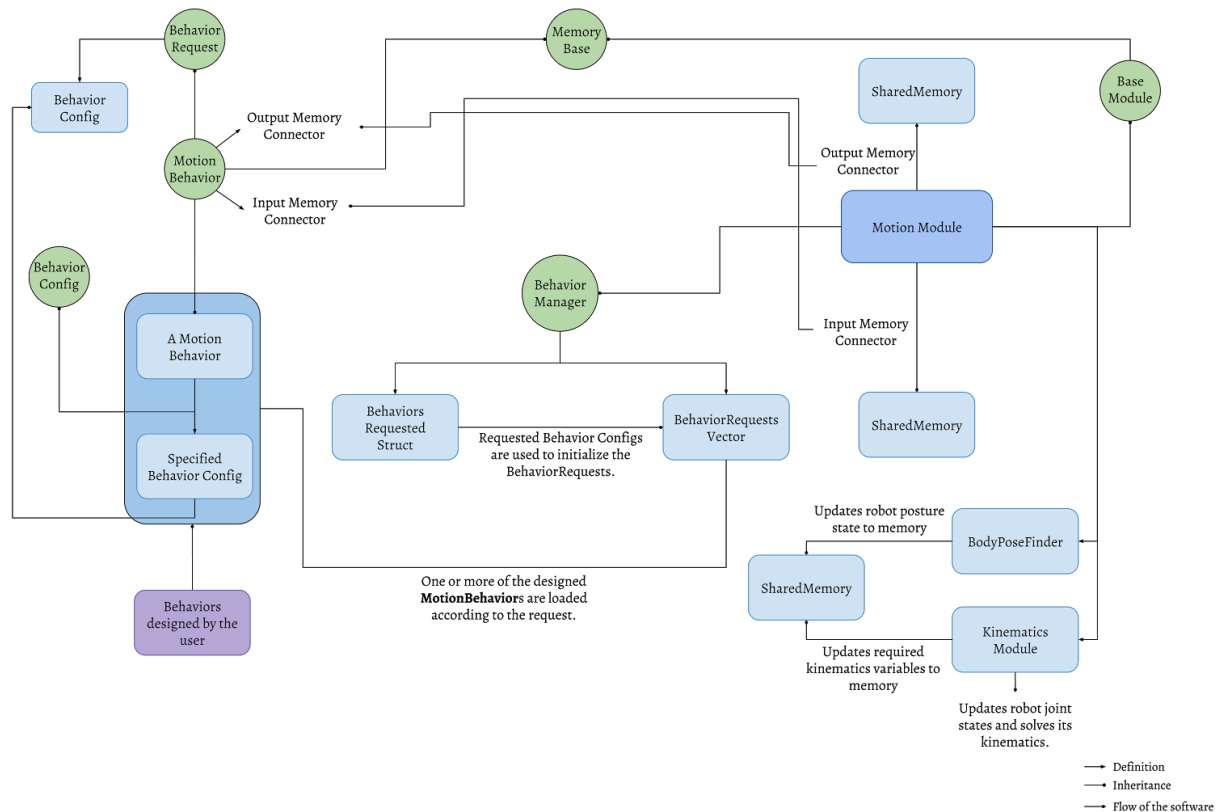 Behavior
Request
Memory
Base
Base
Module
Behavior
Config
SharedMemory
Output Memory
Connector
Motion
Behavior
Output Memory
Connector
Input Memory
Connector
Motion Module
Behavior
Config
Behavior
Manager
A Motion
Behavior
Input Memory
Connector
Behaviors
Requested
Struct
BehaviorRequests
Vector
SharedMemory
Requested Behavior Configs
are used to initialize the
BehaviorRequests.
Specified
Behavior Config
Updates robot posture
state to memory
BodyPoseFinder
One or more of the designed
MotionBehaviors are loaded
according to the request.
SharedMemory
Behaviors
designed by the
user
Kinematics
Module
Updates required
kinematics variables to
memory
Updates robot joint
states and solves its
kinematics.
Definition
Inheritance
Flow of the software